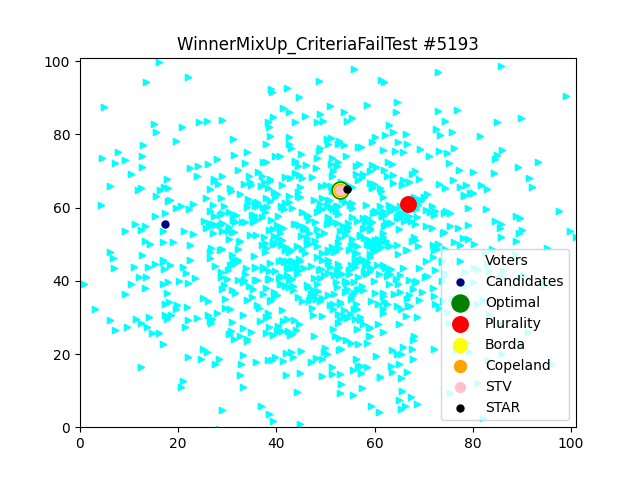 WinnerMixUp_CriteriaFailTest #5193
100
80
60
40
20
0
0 20 40 60 80 100
Voters
Candidates
Optimal
Plurality
Borda
Copeland
STV
STAR